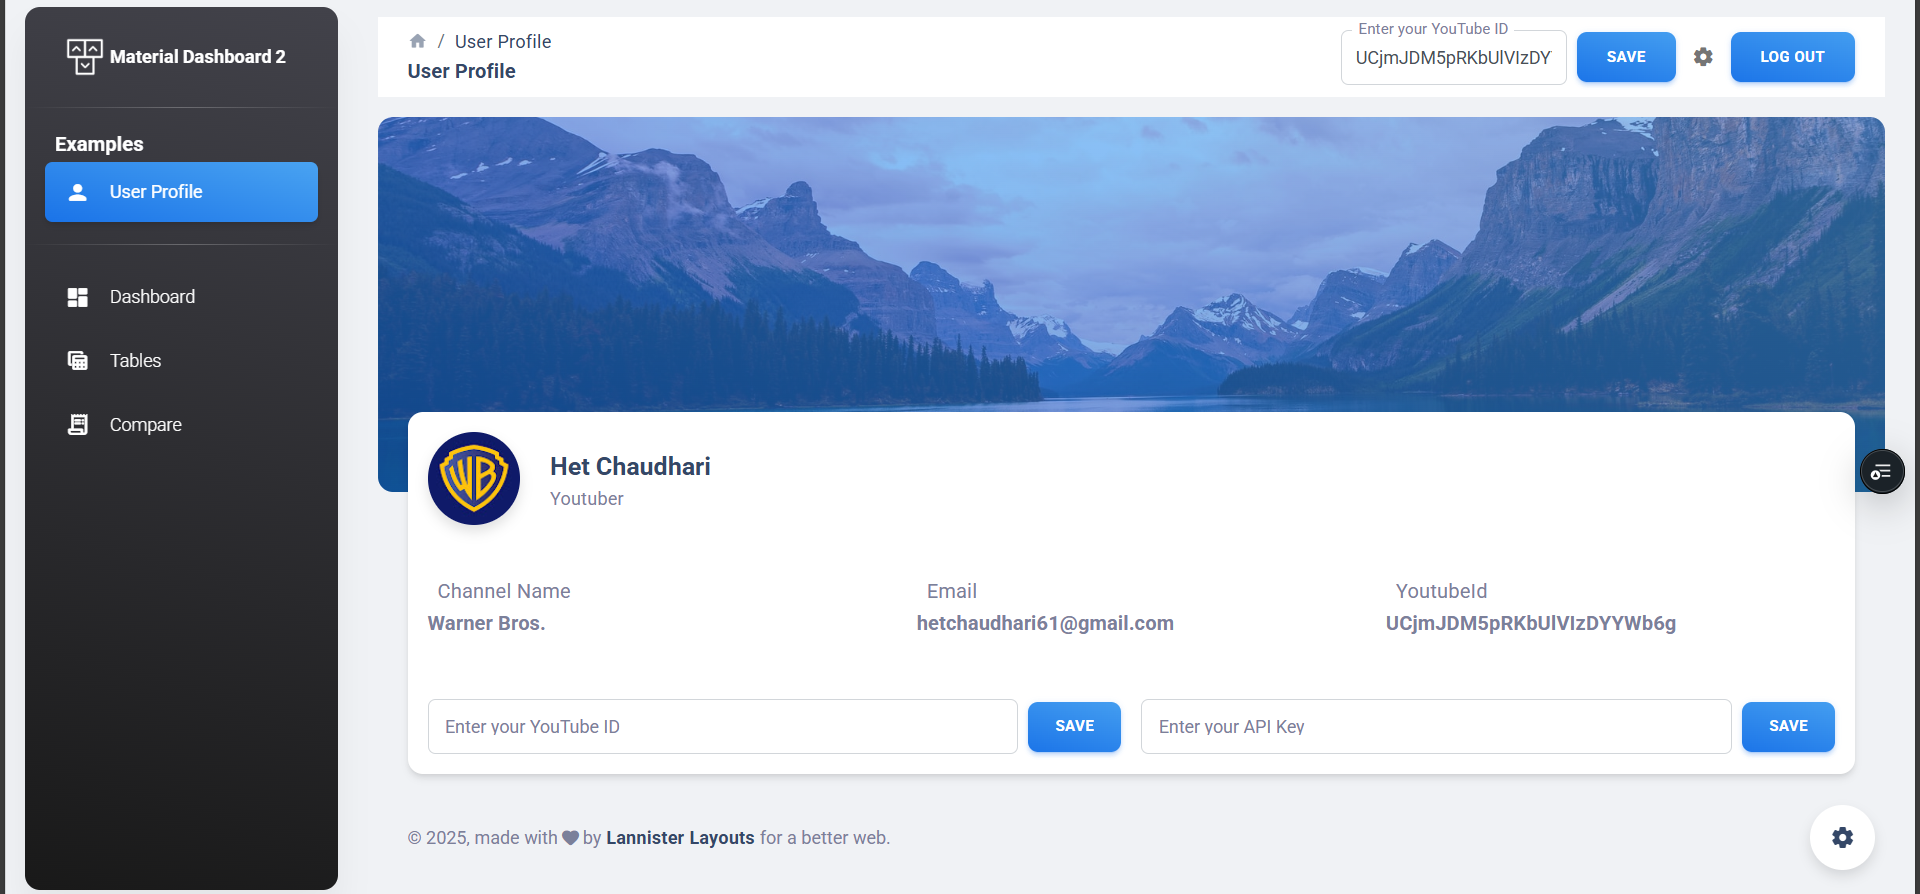 Material Dashboard 2
Examples
User Profile
Dashboard
Tables
Compare
/ User Profile
User Profile
Enter your YouTube ID
UCjmJDM5pRKbUlVIzDY
SAVE
LOG OUT
WB
Het Chaudhari
Youtuber
Channel Name
Warner Bros.
Email
hetchaudhari61@gmail.com
YoutubeId
UCjmJDM5pRKbUlVIzDYYWb6g
Enter your YouTube ID
SAVE
Enter your API Key
SAVE
© 2025, made with by Lannister Layouts for a better web.